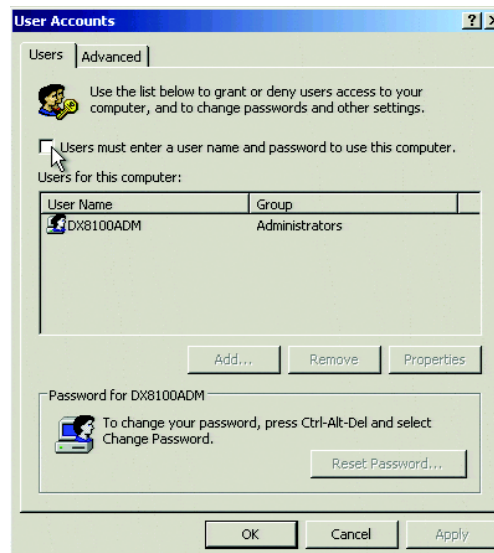 User Accounts
Users Advanced
Use the list below to grant or deny users access to your
computer, and to change passwords and other settings.
Users must enter a user name and password to use this computer.
Users for this computer:
User Name Group
DX8100ADM Administrators
Add... Remove Properties
Password for DX8100ADM
To change your password, press Ctrl-Alt-Del and select
Change Password.
Reset Password...
OK Cancel Apply